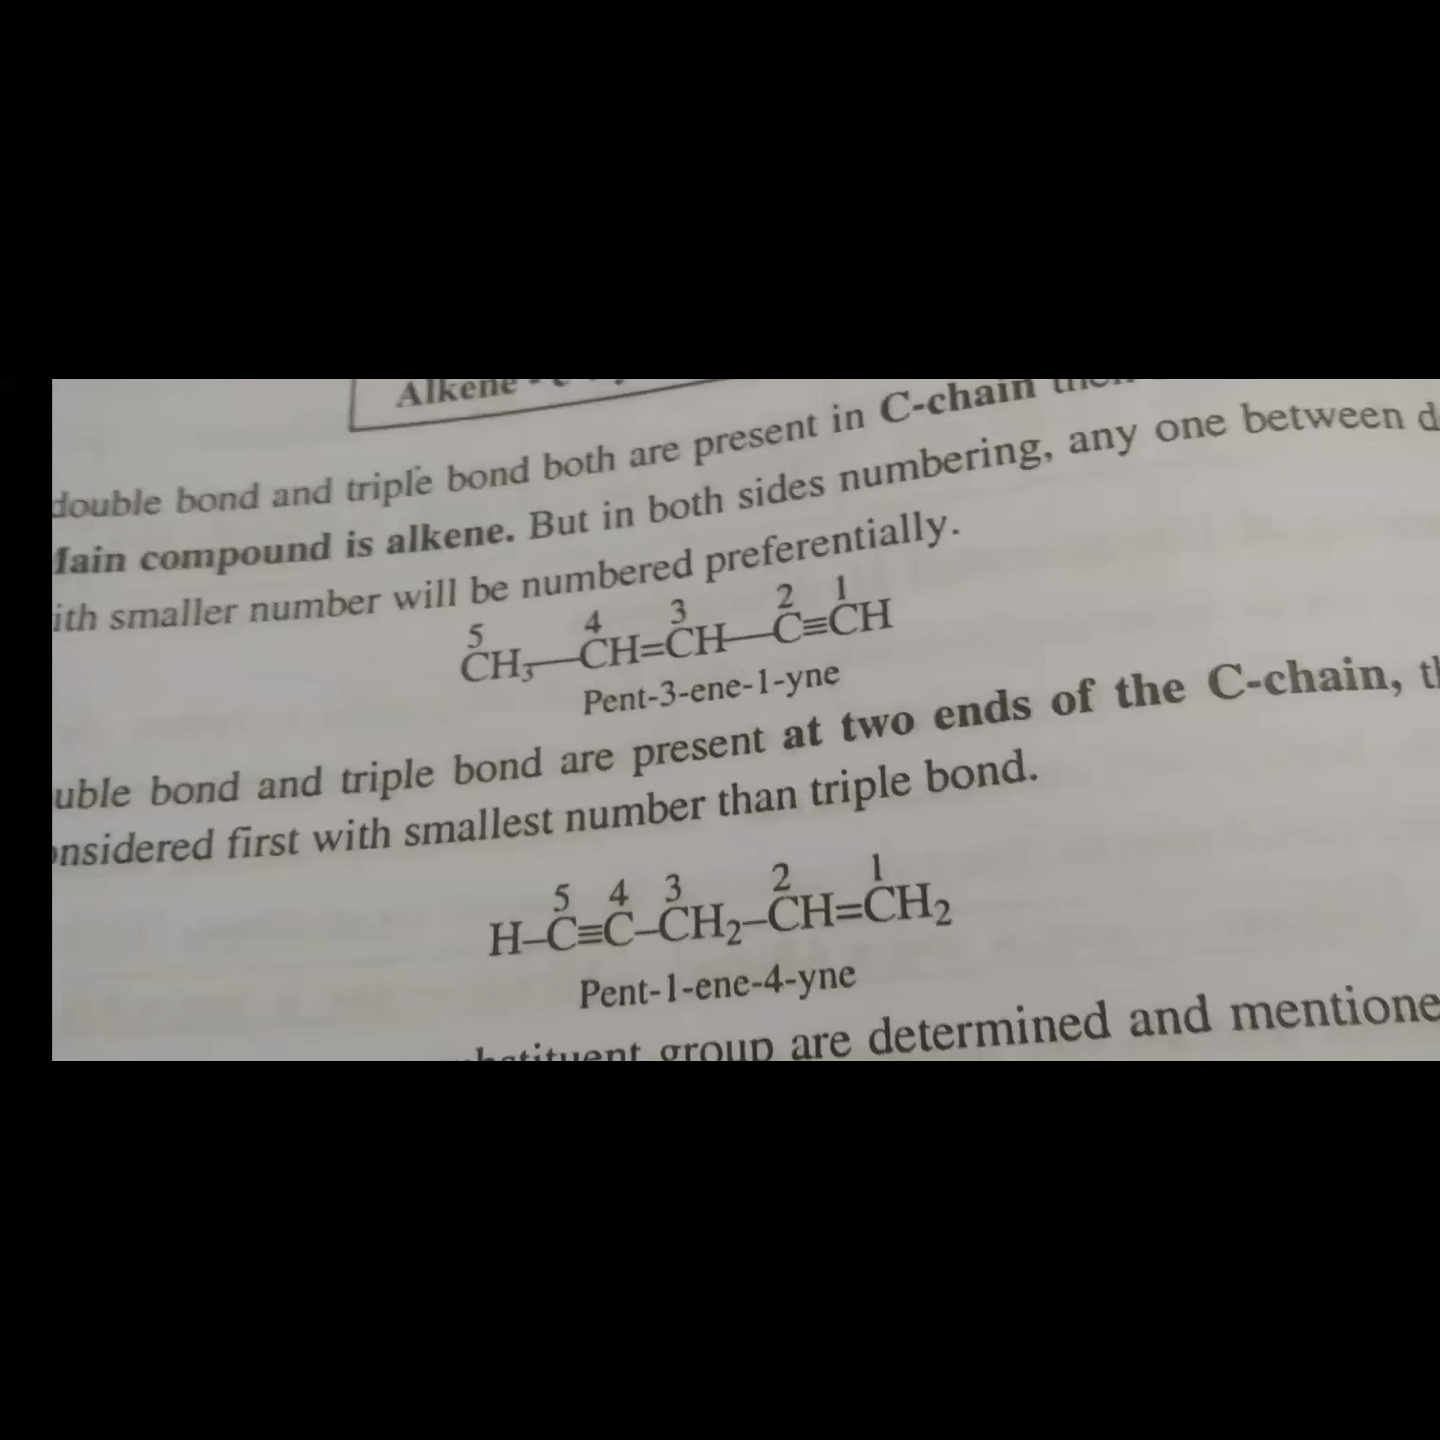 Alkene
double bond and triple bond both are present in C-chain
ain compound is alkene. But in both sides numbering, any one between d
ith smaller number will be numbered preferentially.
5 4 3 2 1
CH₃—CH=CH—C≡CH
Pent-3-ene-1-yne
uble bond and triple bond are present at two ends of the C-chain, th
onsidered first with smallest number than triple bond.
5 4 3 2 1
H–C≡C–CH₂–CH=CH₂
Pent-1-ene-4-yne
group are determined and mentione